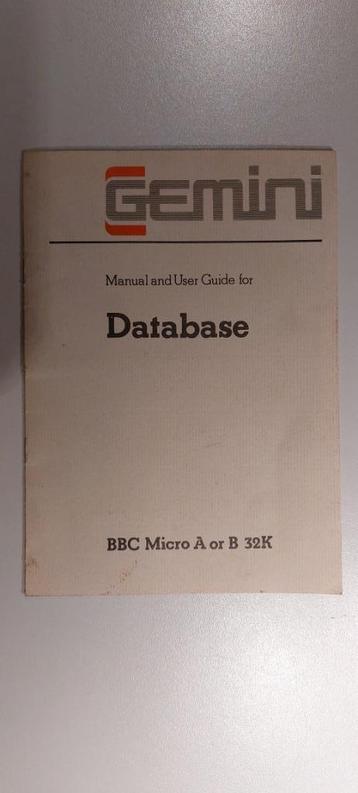 Gemini
Manual and User Guide for
Database
BBC Micro A or B 32K